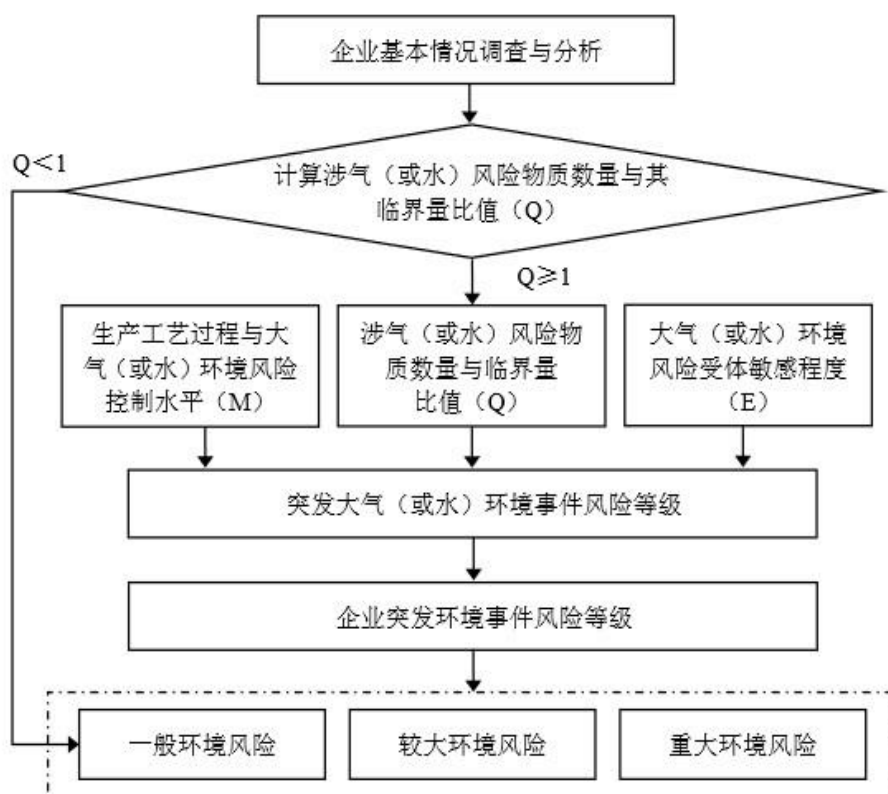 企业基本情况调查与分析
Q＜1
计算涉气（或水）风险物质数量与其
临界量比值（Q）
Q≥1
生产工艺过程与大
气（或水）环境风险
控制水平（M）
涉气（或水）风险物
质数量与临界量
比值（Q）
大气（或水）环境
风险受体敏感程度
（E）
突发大气（或水）环境事件风险等级
企业突发环境事件风险等级
一般环境风险
较大环境风险
重大环境风险